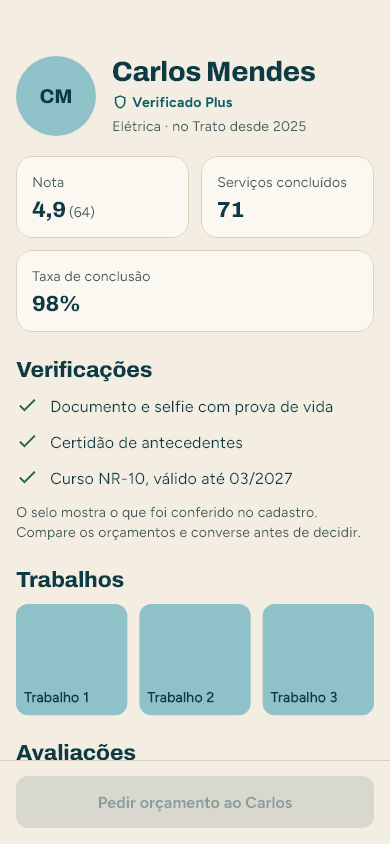 CM
Carlos Mendes
Verificado Plus
Elétrica · no Trato desde 2025
Nota
4,9 (64)
Serviços concluídos
71
Taxa de conclusão
98%
Verificações
Documento e selfie com prova de vida
Certidão de antecedentes
Curso NR-10, válido até 03/2027
O selo mostra o que foi conferido no cadastro.
Compare os orçamentos e converse antes de decidir.
Trabalhos
Trabalho 1
Trabalho 2
Trabalho 3
Avaliações
Pedir orçamento ao Carlos